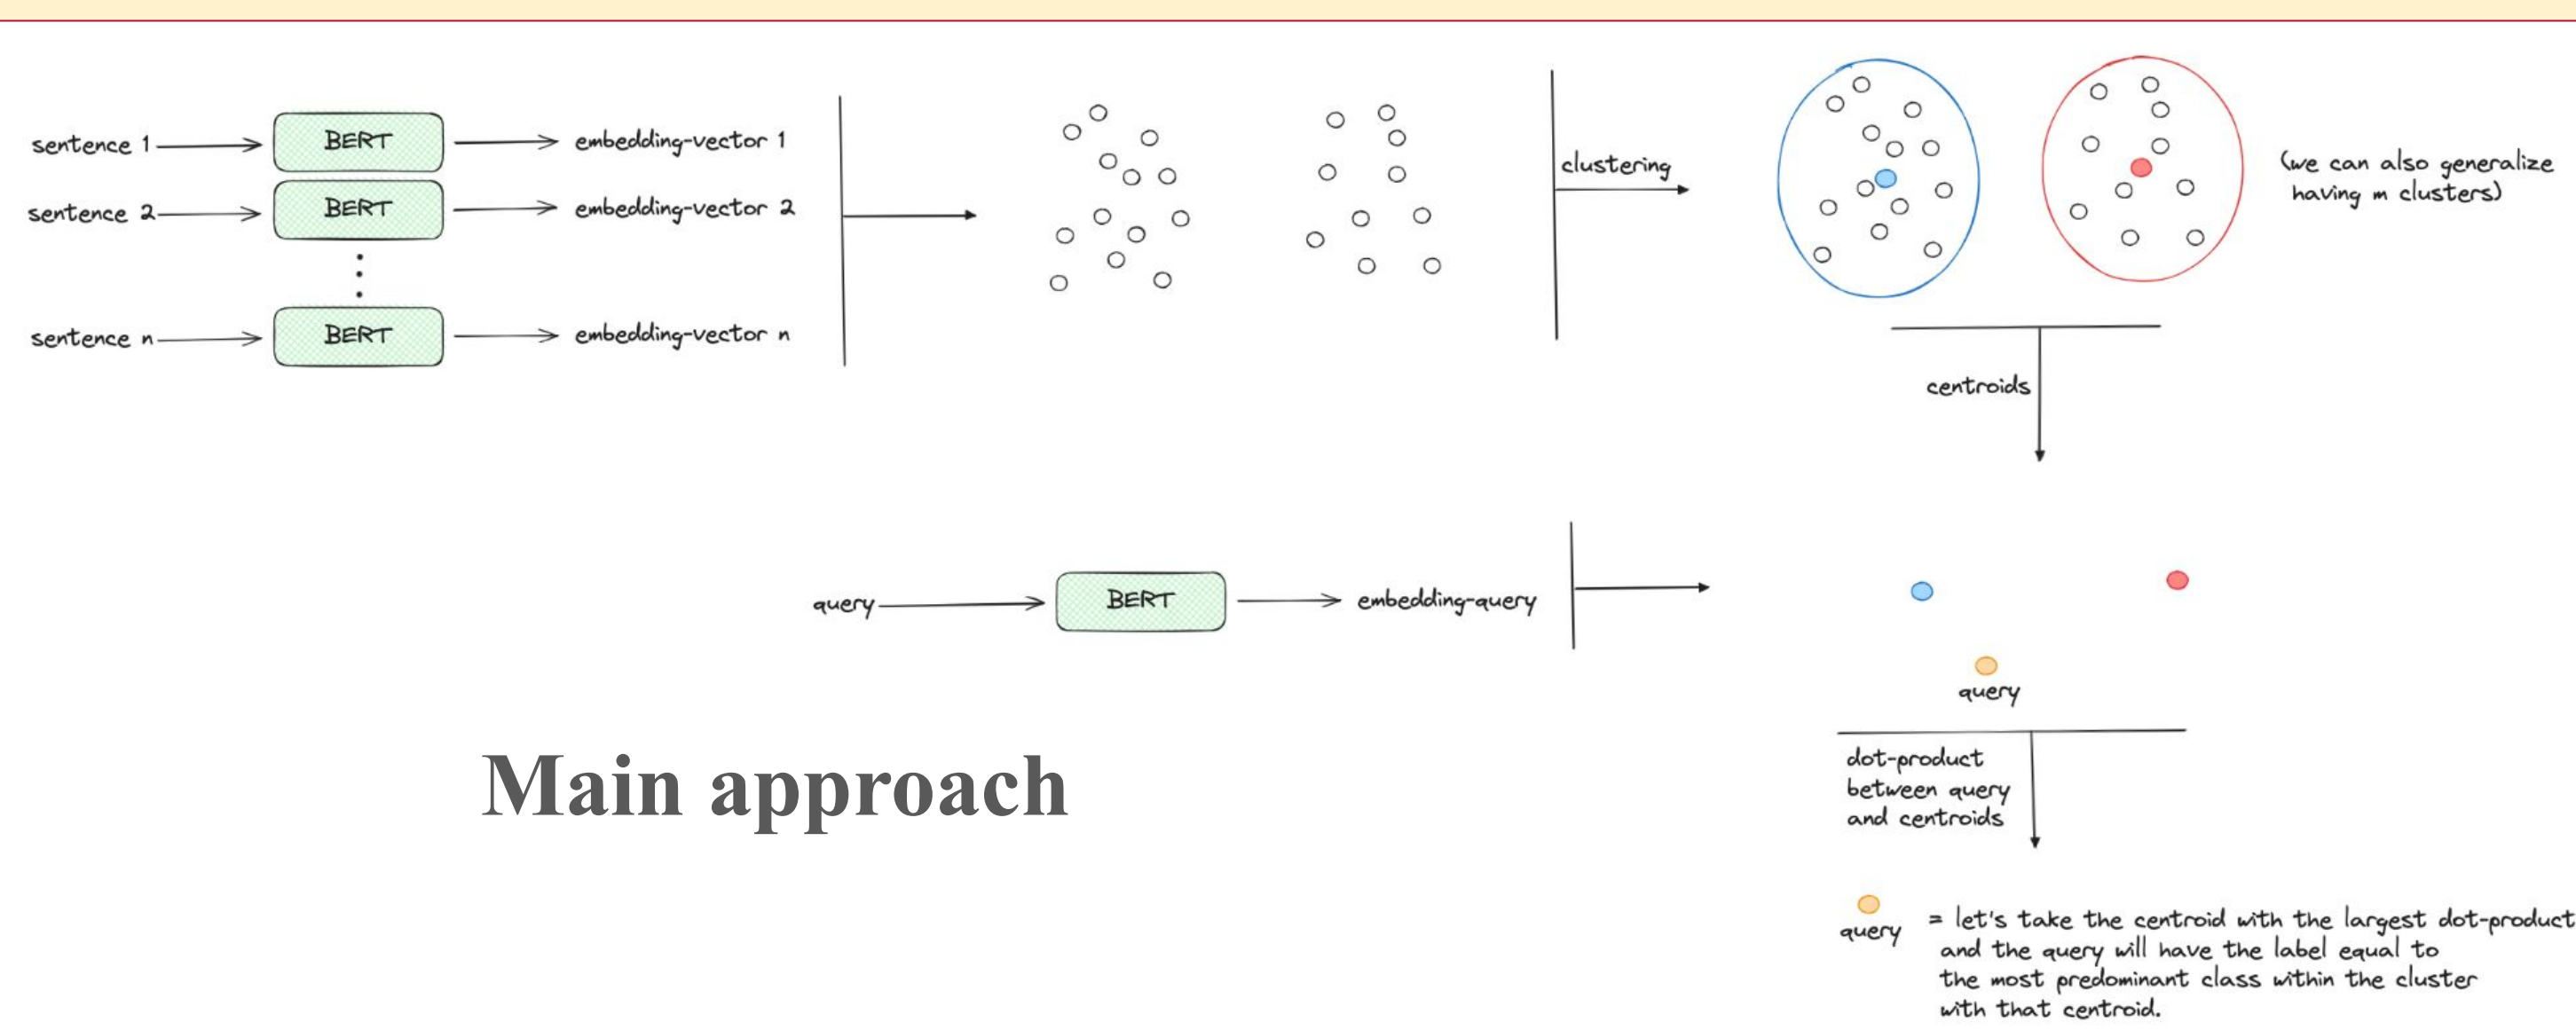 sentence 1
BERT
embedding-vector 1
sentence 2
BERT
embedding-vector 2
sentence n
BERT
embedding-vector n
clustering
(we can also generalize
having m clusters)
centroids
query
BERT
embedding-query
query
Main approach
dot-product
between query
and centroids
query
= let's take the centroid with the largest dot-product
and the query will have the label equal to
the most predominant class within the cluster
with that centroid.